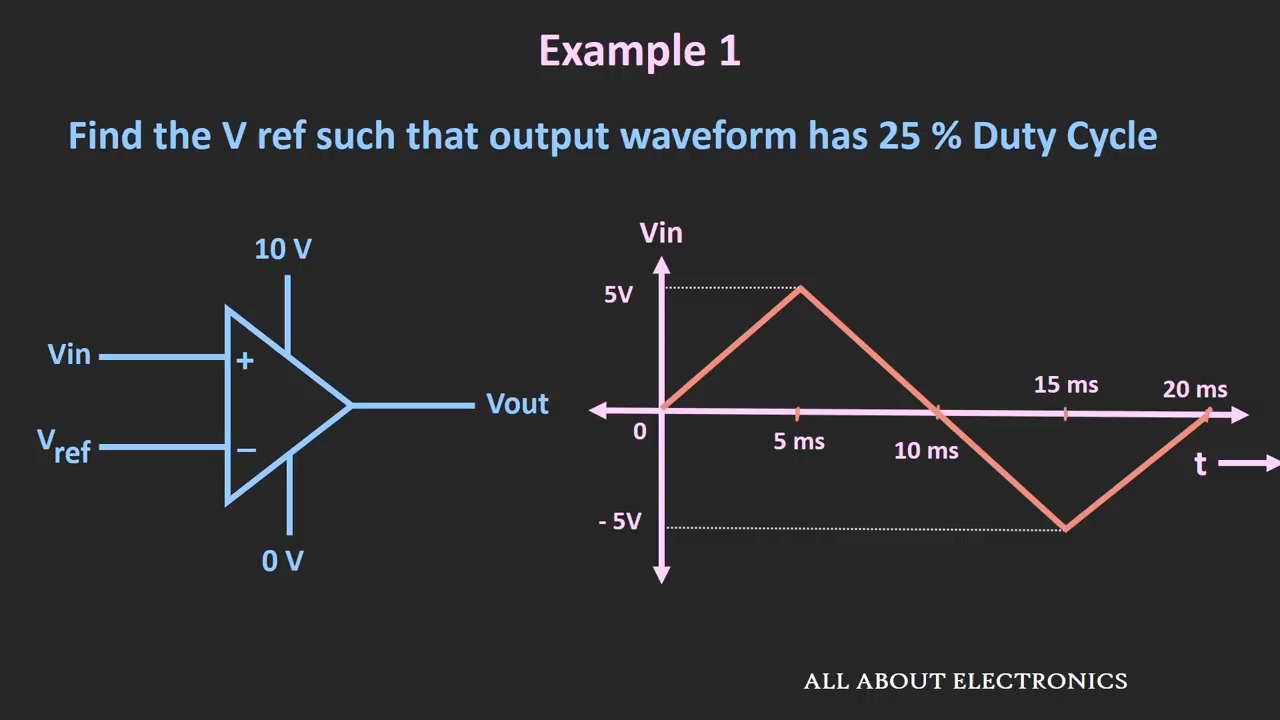 Example 1
Find the V ref such that output waveform has 25 % Duty Cycle
10 V
Vin
+
Vref
−
Vout
0 V
Vin
5V
0
- 5V
5 ms
10 ms
15 ms
20 ms
t
ALL ABOUT ELECTRONICS